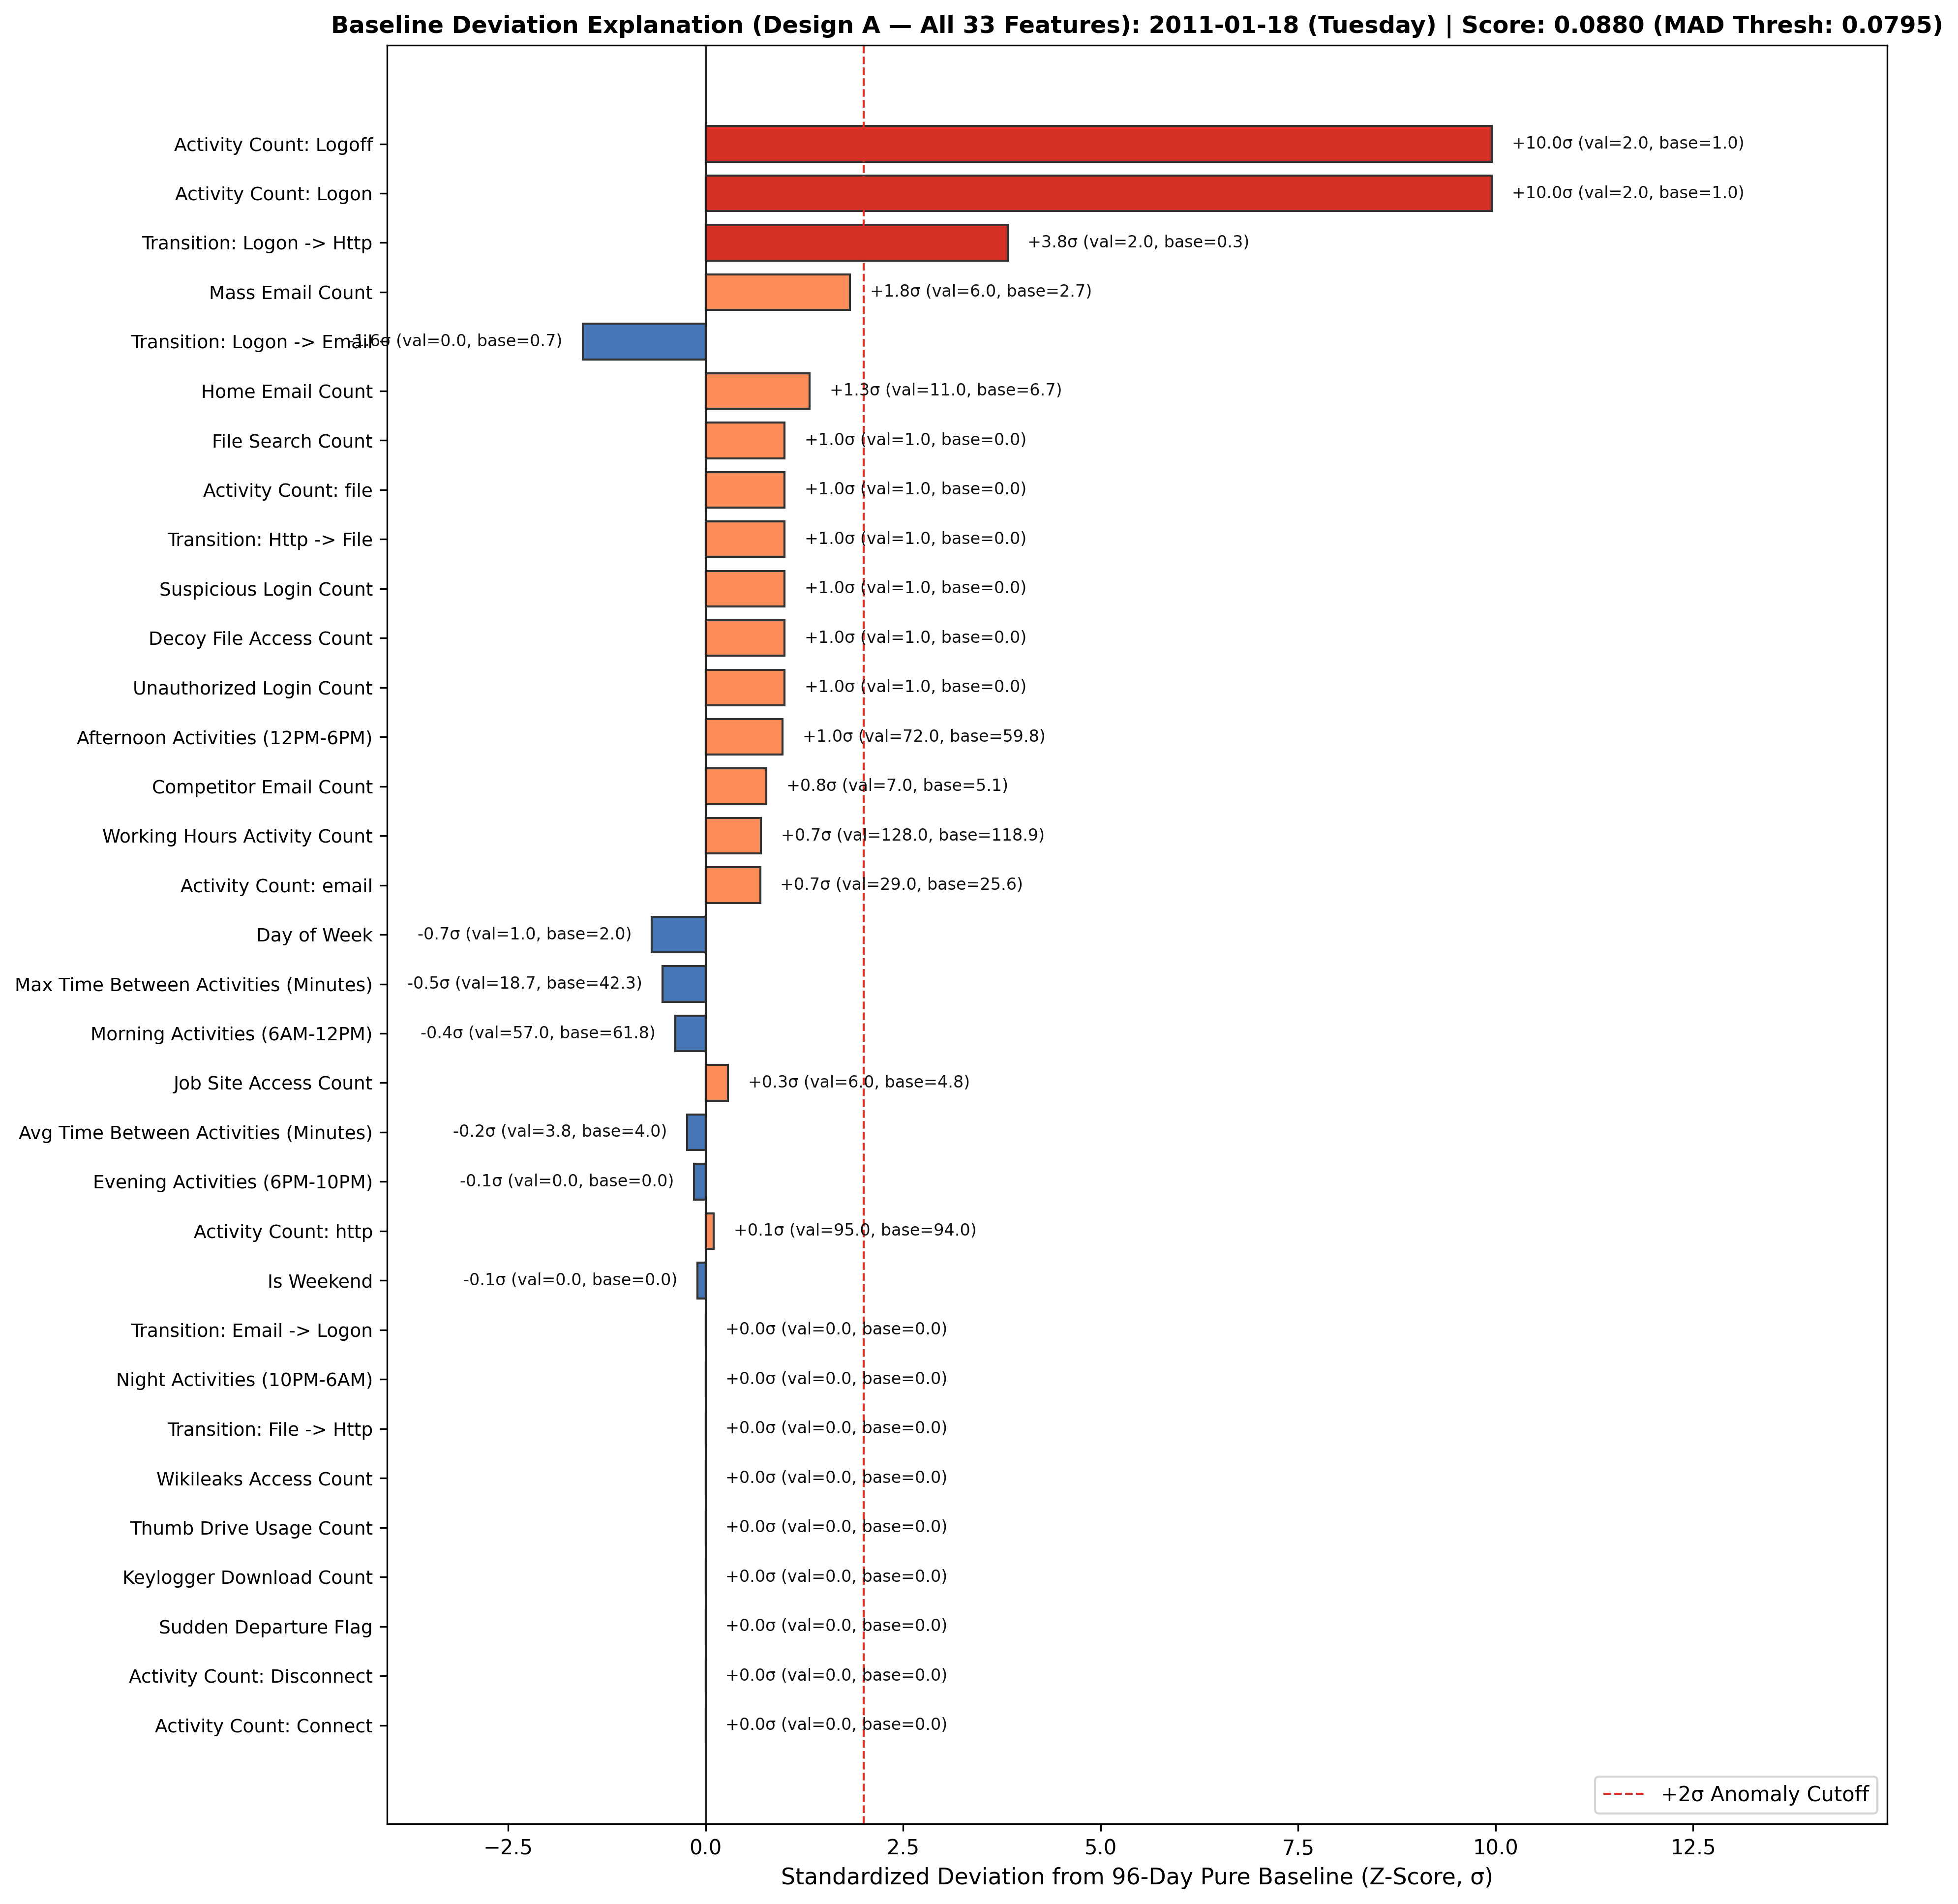 Baseline Deviation Explanation (Design A — All 33 Features): 2011-01-18 (Tuesday) | Score: 0.0880 (MAD Thresh: 0.0795)
Activity Count: Logoff +10.0σ (val=2.0, base=1.0)
Activity Count: Logon +10.0σ (val=2.0, base=1.0)
Transition: Logon -> Http +3.8σ (val=2.0, base=0.3)
Mass Email Count +1.8σ (val=6.0, base=2.7)
Transition: Logon -> Email -1.6σ (val=0.0, base=0.7)
Home Email Count +1.3σ (val=11.0, base=6.7)
File Search Count +1.0σ (val=1.0, base=0.0)
Activity Count: file +1.0σ (val=1.0, base=0.0)
Transition: Http -> File +1.0σ (val=1.0, base=0.0)
Suspicious Login Count +1.0σ (val=1.0, base=0.0)
Decoy File Access Count +1.0σ (val=1.0, base=0.0)
Unauthorized Login Count +1.0σ (val=1.0, base=0.0)
Afternoon Activities (12PM-6PM) +1.0σ (val=72.0, base=59.8)
Competitor Email Count +0.8σ (val=7.0, base=5.1)
Working Hours Activity Count +0.7σ (val=128.0, base=118.9)
Activity Count: email +0.7σ (val=29.0, base=25.6)
Day of Week -0.7σ (val=1.0, base=2.0)
Max Time Between Activities (Minutes) -0.5σ (val=18.7, base=42.3)
Morning Activities (6AM-12PM) -0.4σ (val=57.0, base=61.8)
Job Site Access Count +0.3σ (val=6.0, base=4.8)
Avg Time Between Activities (Minutes) -0.2σ (val=3.8, base=4.0)
Evening Activities (6PM-10PM) -0.1σ (val=0.0, base=0.0)
Activity Count: http +0.1σ (val=95.0, base=94.0)
Is Weekend -0.1σ (val=0.0, base=0.0)
Transition: Email -> Logon +0.0σ (val=0.0, base=0.0)
Night Activities (10PM-6AM) +0.0σ (val=0.0, base=0.0)
Transition: File -> Http +0.0σ (val=0.0, base=0.0)
Wikileaks Access Count +0.0σ (val=0.0, base=0.0)
Thumb Drive Usage Count +0.0σ (val=0.0, base=0.0)
Keylogger Download Count +0.0σ (val=0.0, base=0.0)
Sudden Departure Flag +0.0σ (val=0.0, base=0.0)
Activity Count: Disconnect +0.0σ (val=0.0, base=0.0)
Activity Count: Connect +0.0σ (val=0.0, base=0.0)
+2σ Anomaly Cutoff
−2.5 0.0 2.5 5.0 7.5 10.0 12.5
Standardized Deviation from 96-Day Pure Baseline (Z-Score, σ)